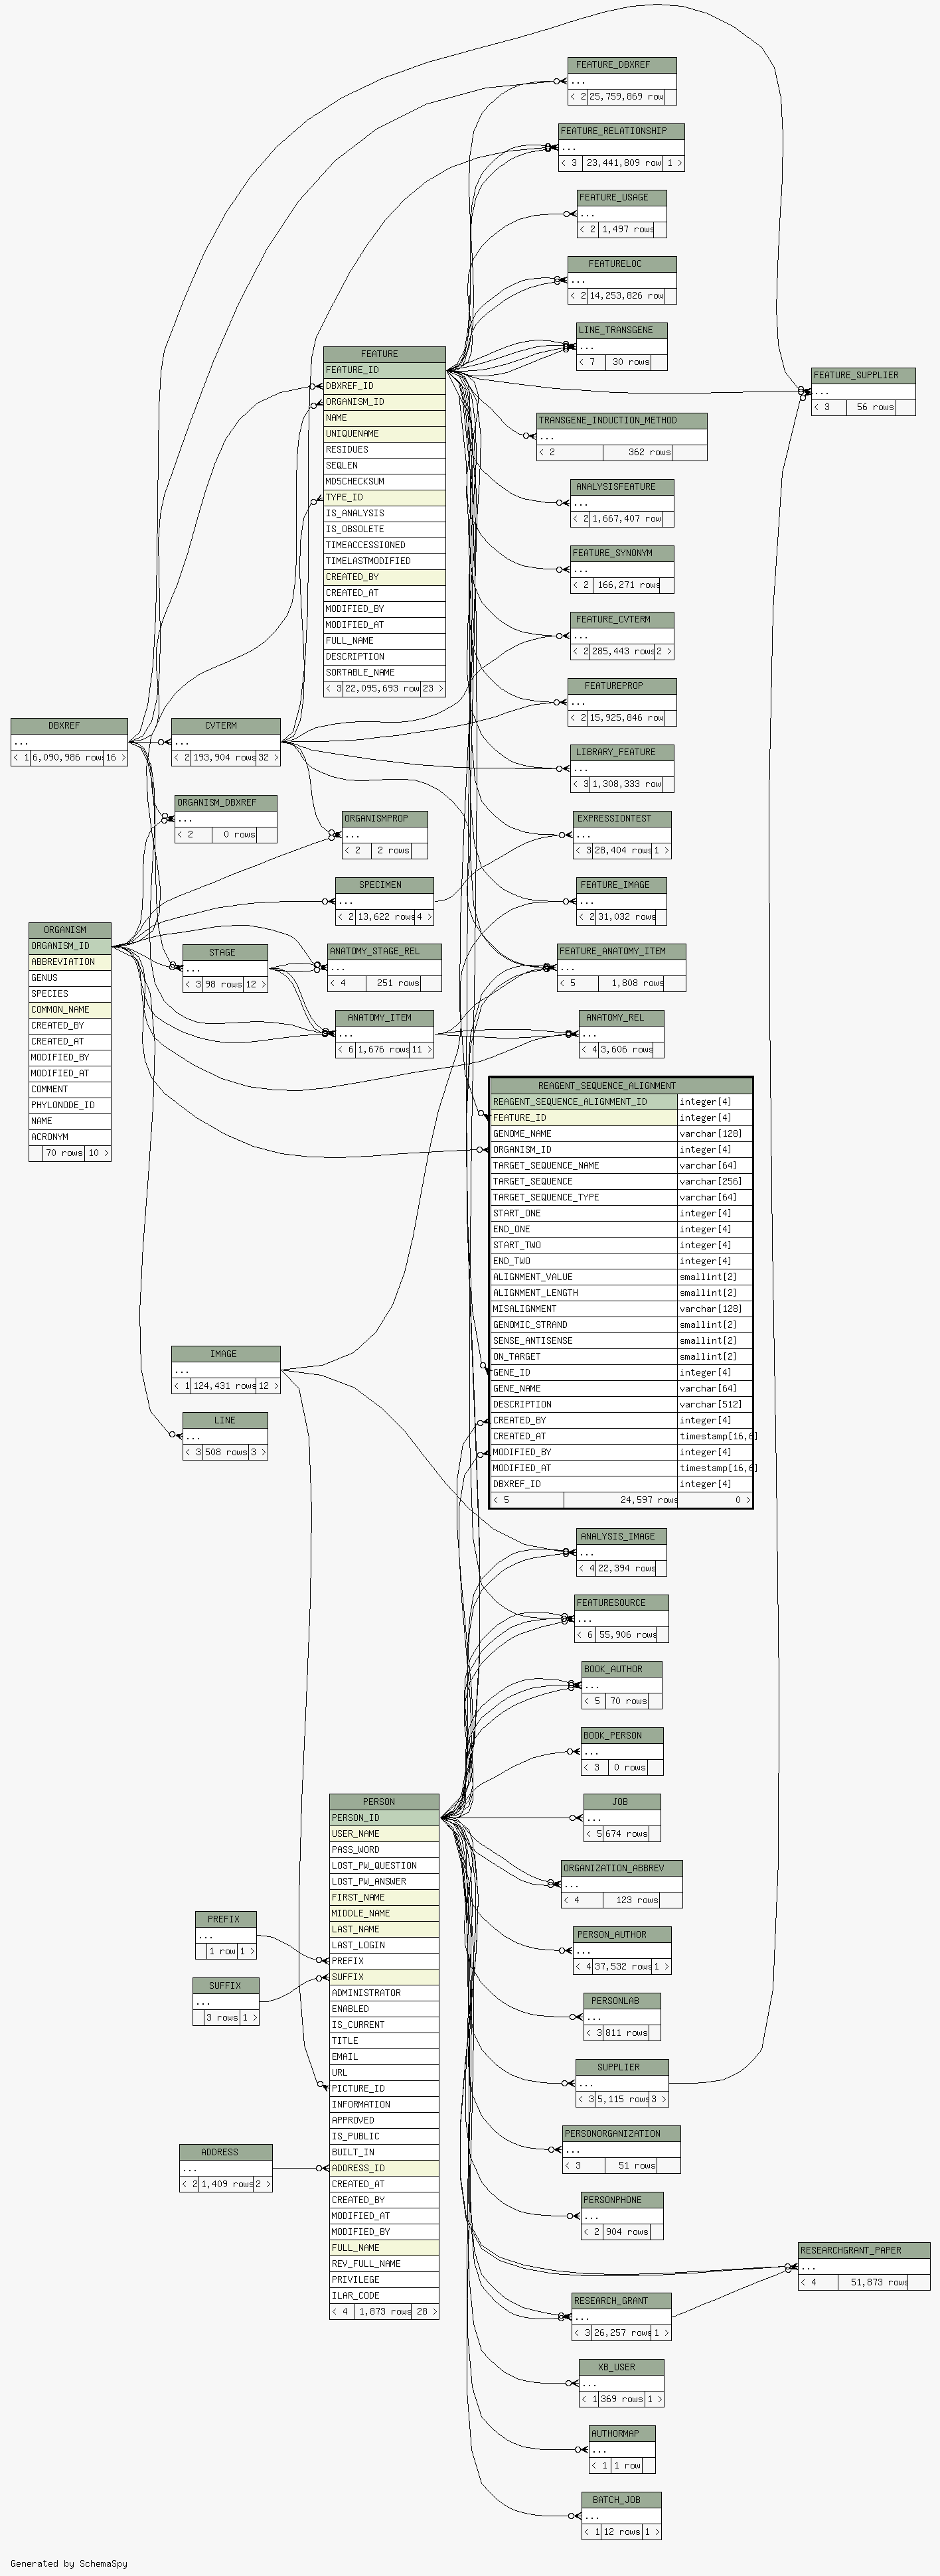 FEATURE_DBXREF
...
< 2 25,759,869 row
FEATURE_RELATIONSHIP
...
< 3 23,441,809 row 1 >
FEATURE_USAGE
...
< 2 1,497 rows
FEATURELOC
...
< 2 14,253,826 row
LINE_TRANSGENE
...
< 7 30 rows
FEATURE_SUPPLIER
...
< 3 56 rows
TRANSGENE_INDUCTION_METHOD
...
< 2 362 rows
ANALYSISFEATURE
...
< 2 1,667,407 row
FEATURE_SYNONYM
...
< 2 166,271 rows
FEATURE_CVTERM
...
< 2 285,443 rows 2 >
FEATUREPROP
...
< 2 15,925,846 row
LIBRARY_FEATURE
...
< 3 1,308,333 row
EXPRESSIONTEST
...
< 3 28,404 rows 1 >
FEATURE_IMAGE
...
< 2 31,032 rows
FEATURE_ANATOMY_ITEM
...
< 5 1,808 rows
ANATOMY_REL
...
< 4 3,606 rows
FEATURE
FEATURE_ID
DBXREF_ID
ORGANISM_ID
NAME
UNIQUENAME
RESIDUES
SEQLEN
MD5CHECKSUM
TYPE_ID
IS_ANALYSIS
IS_OBSOLETE
TIMEACCESSIONED
TIMELASTMODIFIED
CREATED_BY
CREATED_AT
MODIFIED_BY
MODIFIED_AT
FULL_NAME
DESCRIPTION
SORTABLE_NAME
< 3 22,095,693 row 23 >
DBXREF
...
< 1 6,090,986 rows 16 >
CVTERM
...
< 2 193,904 rows 32 >
ORGANISM_DBXREF
...
< 2 0 rows
ORGANISMPROP
...
< 2 2 rows
SPECIMEN
...
< 2 13,622 rows 4 >
ORGANISM
ORGANISM_ID
ABBREVIATION
GENUS
SPECIES
COMMON_NAME
CREATED_BY
CREATED_AT
MODIFIED_BY
MODIFIED_AT
COMMENT
PHYLONODE_ID
NAME
ACRONYM
70 rows 10 >
STAGE
...
< 3 98 rows 12 >
ANATOMY_STAGE_REL
...
< 4 251 rows
ANATOMY_ITEM
...
< 6 1,676 rows 11 >
REAGENT_SEQUENCE_ALIGNMENT
REAGENT_SEQUENCE_ALIGNMENT_ID integer[4]
FEATURE_ID integer[4]
GENOME_NAME varchar[128]
ORGANISM_ID integer[4]
TARGET_SEQUENCE_NAME varchar[64]
TARGET_SEQUENCE varchar[256]
TARGET_SEQUENCE_TYPE varchar[64]
START_ONE integer[4]
END_ONE integer[4]
START_TWO integer[4]
END_TWO integer[4]
ALIGNMENT_VALUE smallint[2]
ALIGNMENT_LENGTH smallint[2]
MISALIGNMENT varchar[128]
GENOMIC_STRAND smallint[2]
SENSE_ANTISENSE smallint[2]
ON_TARGET smallint[2]
GENE_ID integer[4]
GENE_NAME varchar[64]
DESCRIPTION varchar[512]
CREATED_BY integer[4]
CREATED_AT timestamp[16,6]
MODIFIED_BY integer[4]
MODIFIED_AT timestamp[16,6]
DBXREF_ID integer[4]
< 5 24,597 rows 0 >
IMAGE
...
< 1 124,431 rows 12 >
LINE
...
< 3 508 rows 3 >
ANALYSIS_IMAGE
...
< 4 22,394 rows
FEATURESOURCE
...
< 6 55,906 rows
BOOK_AUTHOR
...
< 5 70 rows
BOOK_PERSON
...
< 3 0 rows
JOB
...
< 5 674 rows
ORGANIZATION_ABBREV
...
< 4 123 rows
PERSON_AUTHOR
...
< 4 37,532 rows 1 >
PERSONLAB
...
< 3 811 rows
SUPPLIER
...
< 3 5,115 rows 3 >
PERSONORGANIZATION
...
< 3 51 rows
PERSONPHONE
...
< 2 904 rows
RESEARCHGRANT_PAPER
...
< 4 51,873 rows
RESEARCH_GRANT
...
< 3 26,257 rows 1 >
XB_USER
...
< 1 369 rows 1 >
AUTHORMAP
...
< 1 1 row
BATCH_JOB
...
< 1 12 rows 1 >
PERSON
PERSON_ID
USER_NAME
PASS_WORD
LOST_PW_QUESTION
LOST_PW_ANSWER
FIRST_NAME
MIDDLE_NAME
LAST_NAME
LAST_LOGIN
PREFIX
SUFFIX
ADMINISTRATOR
ENABLED
IS_CURRENT
TITLE
EMAIL
URL
PICTURE_ID
INFORMATION
APPROVED
IS_PUBLIC
BUILT_IN
ADDRESS_ID
CREATED_AT
CREATED_BY
MODIFIED_AT
MODIFIED_BY
FULL_NAME
REV_FULL_NAME
PRIVILEGE
ILAR_CODE
< 4 1,873 rows 28 >
PREFIX
...
1 row 1 >
SUFFIX
...
3 rows 1 >
ADDRESS
...
< 2 1,409 rows 2 >
Generated by SchemaSpy